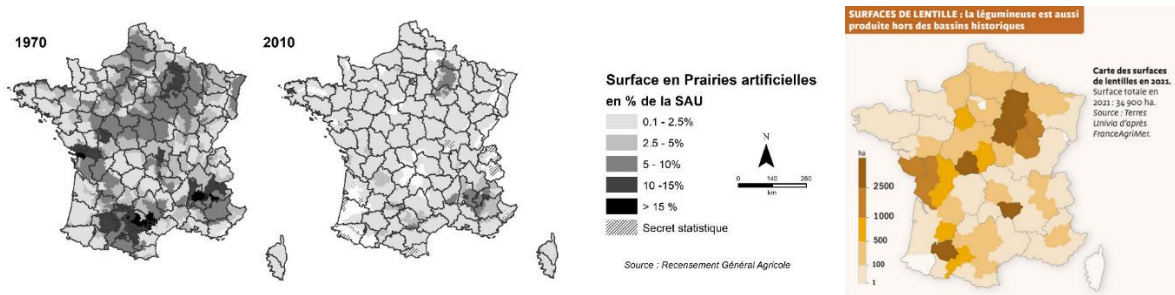 1970
2010
Surface en Prairies artificielles
en % de la SAU
0.1 - 2.5%
2.5 - 5%
5 - 10%
10 -15%
> 15 %
Secret statistique
N
0 140 280
km
Source : Recensement Général Agricole
SURFACES DE LENTILLE : la légumineuse est aussi
produite hors des bassins historiques
Carte des surfaces
de lentilles en 2021.
Surface totale en
2021 : 34 900 ha.
Source : Terres
Univia d'après
FranceAgriMer.
ha
2500
1000
500
100
1